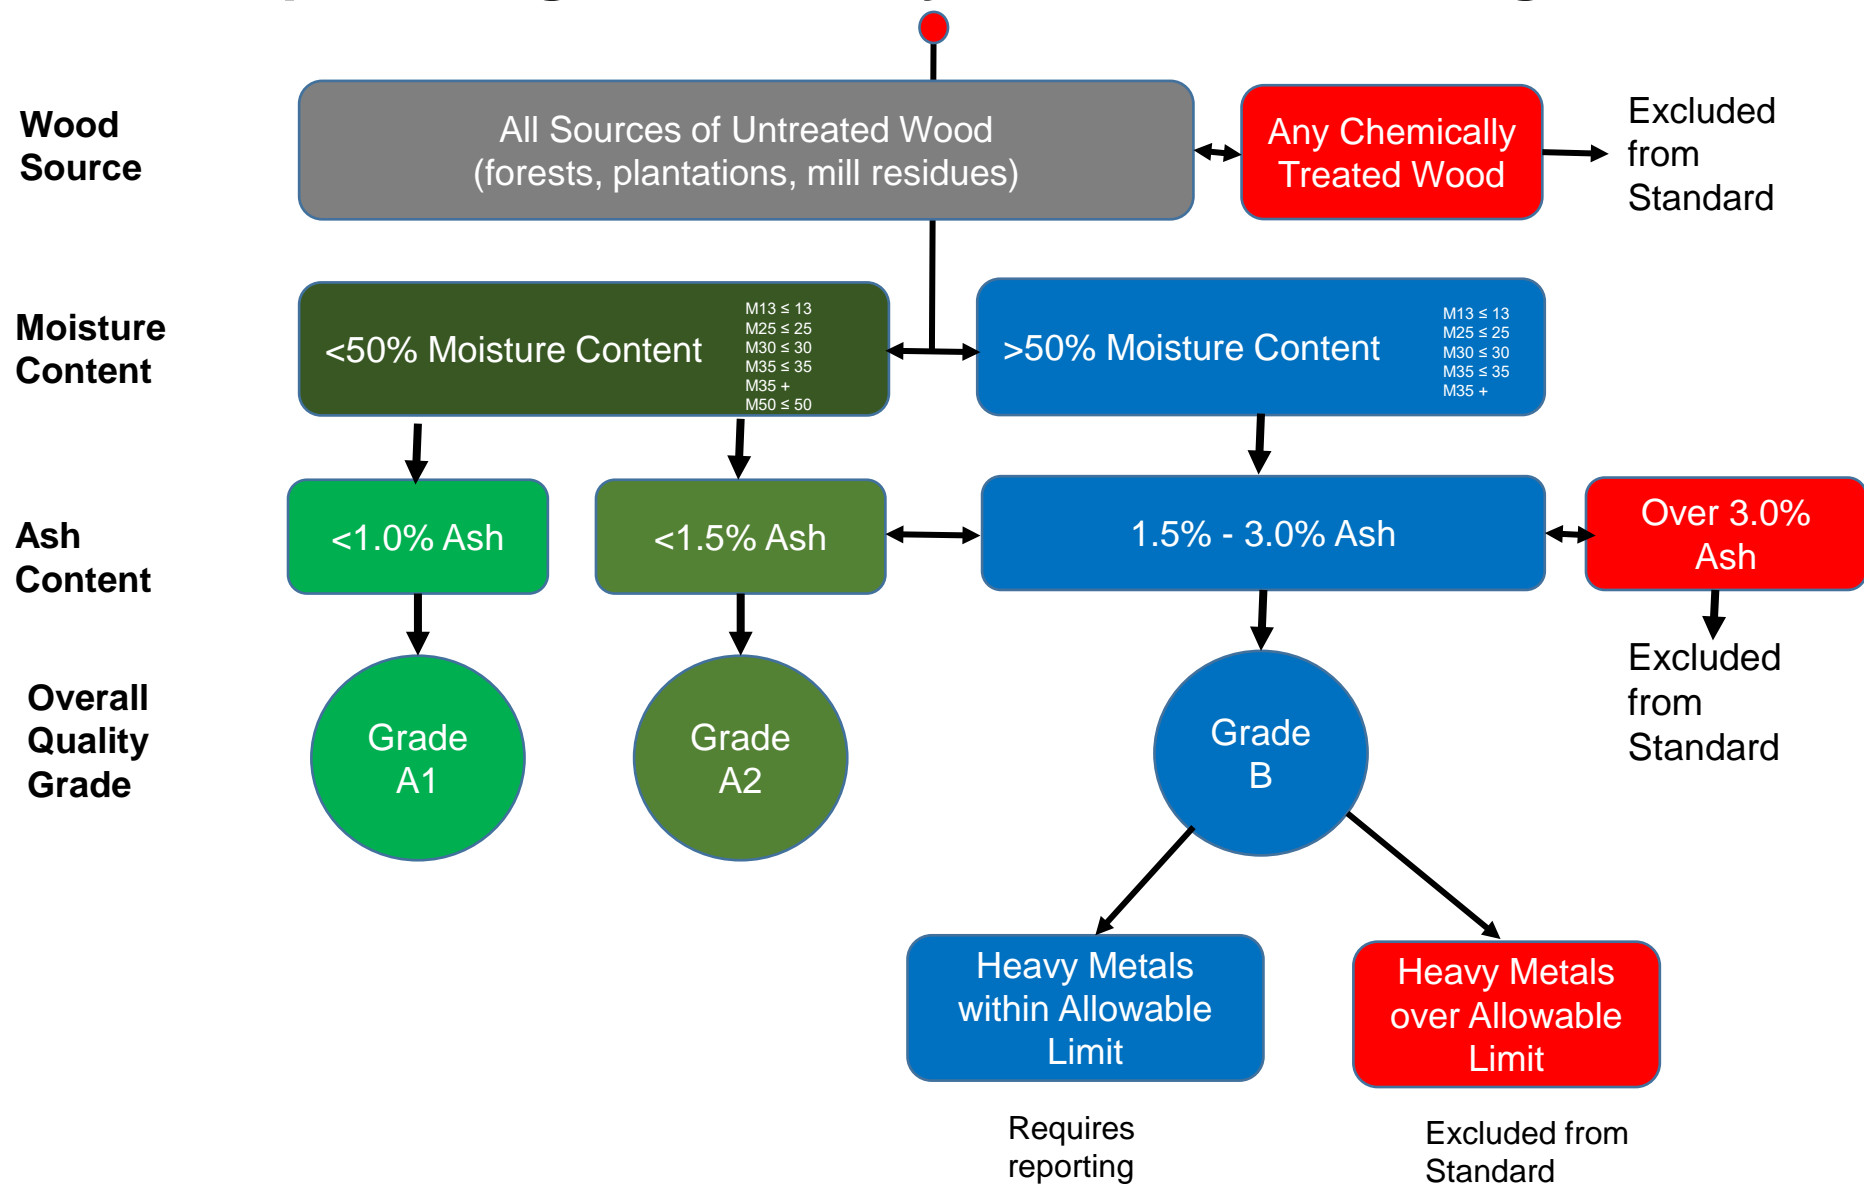 Wood
Source
All Sources of Untreated Wood
(forests, plantations, mill residues)
Any Chemically
Treated Wood
Excluded
from
Standard
Moisture
Content
<50% Moisture Content
M13 ≤ 13
M25 ≤ 25
M30 ≤ 30
M35 ≤ 35
M35 +
M50 ≤ 50
>50% Moisture Content
M13 ≤ 13
M25 ≤ 25
M30 ≤ 30
M35 ≤ 35
M35 +
Ash
Content
<1.0% Ash
<1.5% Ash
1.5% - 3.0% Ash
Over 3.0%
Ash
Excluded
from
Standard
Overall
Quality
Grade
Grade
A1
Grade
A2
Grade
B
Heavy Metals
within Allowable
Limit
Heavy Metals
over Allowable
Limit
Requires
reporting
Excluded from
Standard